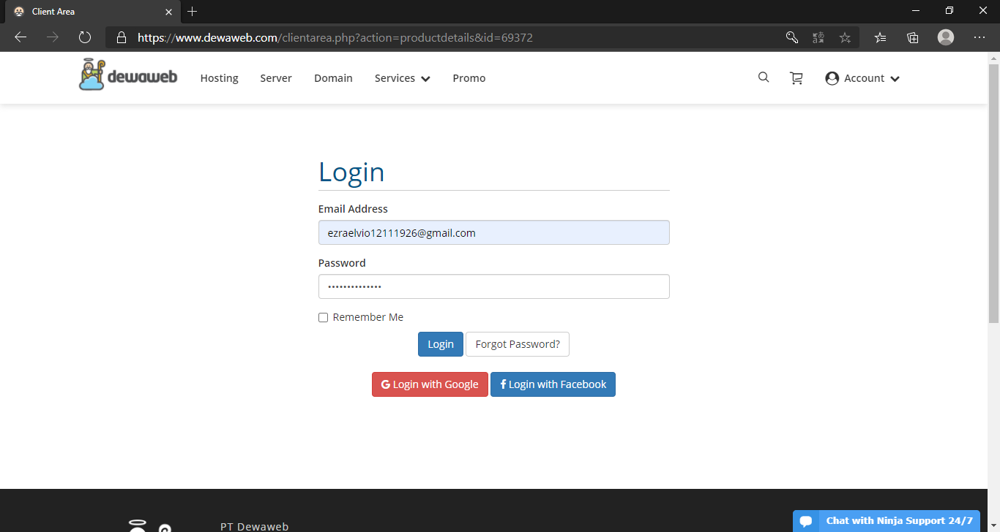 Client Area
https://www.dewaweb.com/clientarea.php?action=productdetails&id=69372
dewaweb Hosting Server Domain Services Promo Account
Login
Email Address
ezraelvio12111926@gmail.com
Password
••••••••••••••
Remember Me
Login Forgot Password?
G Login with Google f Login with Facebook
PT Dewaweb
Chat with Ninja Support 24/7